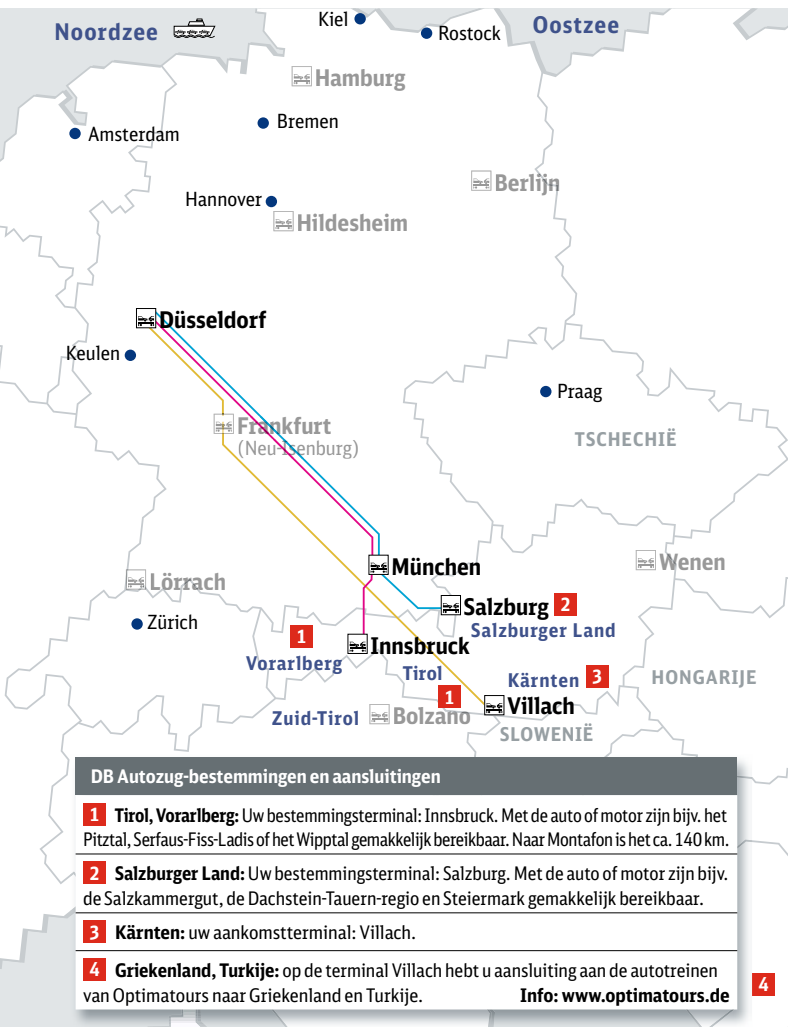 Noordzee
Kiel
Rostock
Oostzee
Hamburg
Bremen
Amsterdam
Berlijn
Hannover
Hildesheim
Düsseldorf
Keulen
Praag
Frankfurt
(Neu-Isenburg)
TSCHECHIË
München
Wenen
Lörrach
Salzburg 2
Zürich
Salzburger Land
1
Innsbruck
Vorarlberg
Tirol
Kärnten 3
HONGARIJE
1
Villach
Zuid-Tirol
Bolzano
SLOWENIË
DB Autozug-bestemmingen en aansluitingen
1 Tirol, Vorarlberg: Uw bestemmingsterminal: Innsbruck. Met de auto of motor zijn bijv. het
Pitztal, Serfaus-Fiss-Ladis of het Wipptal gemakkelijk bereikbaar. Naar Montafon is het ca. 140 km.
2 Salzburger Land: Uw bestemmingsterminal: Salzburg. Met de auto of motor zijn bijv.
de Salzkammergut, de Dachstein-Tauern-regio en Steiermark gemakkelijk bereikbaar.
3 Kärnten: uw aankomstterminal: Villach.
4 Griekenland, Turkije: op de terminal Villach hebt u aansluiting aan de autotreinen
van Optimatours naar Griekenland en Turkije. Info: www.optimatours.de
4